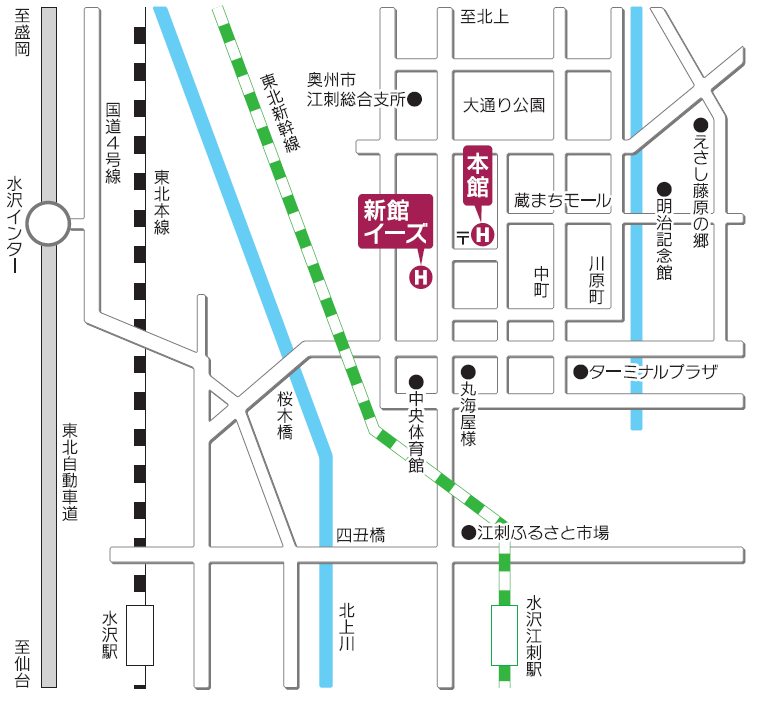 至盛岡
至北上
国道4号線
東北新幹線
奥州市
江刺総合支所
大通り公園
えさし藤原の郷
水沢インター
東北本線
本館
新館
イーズ
蔵まちモール
明治記念館
〒
H
H
中町
川原町
ターミナルプラザ
桜木橋
中央体育館
丸海屋様
東北自動車道
四丑橋
江刺ふるさと市場
水沢駅
北上川
水沢江刺駅
至仙台